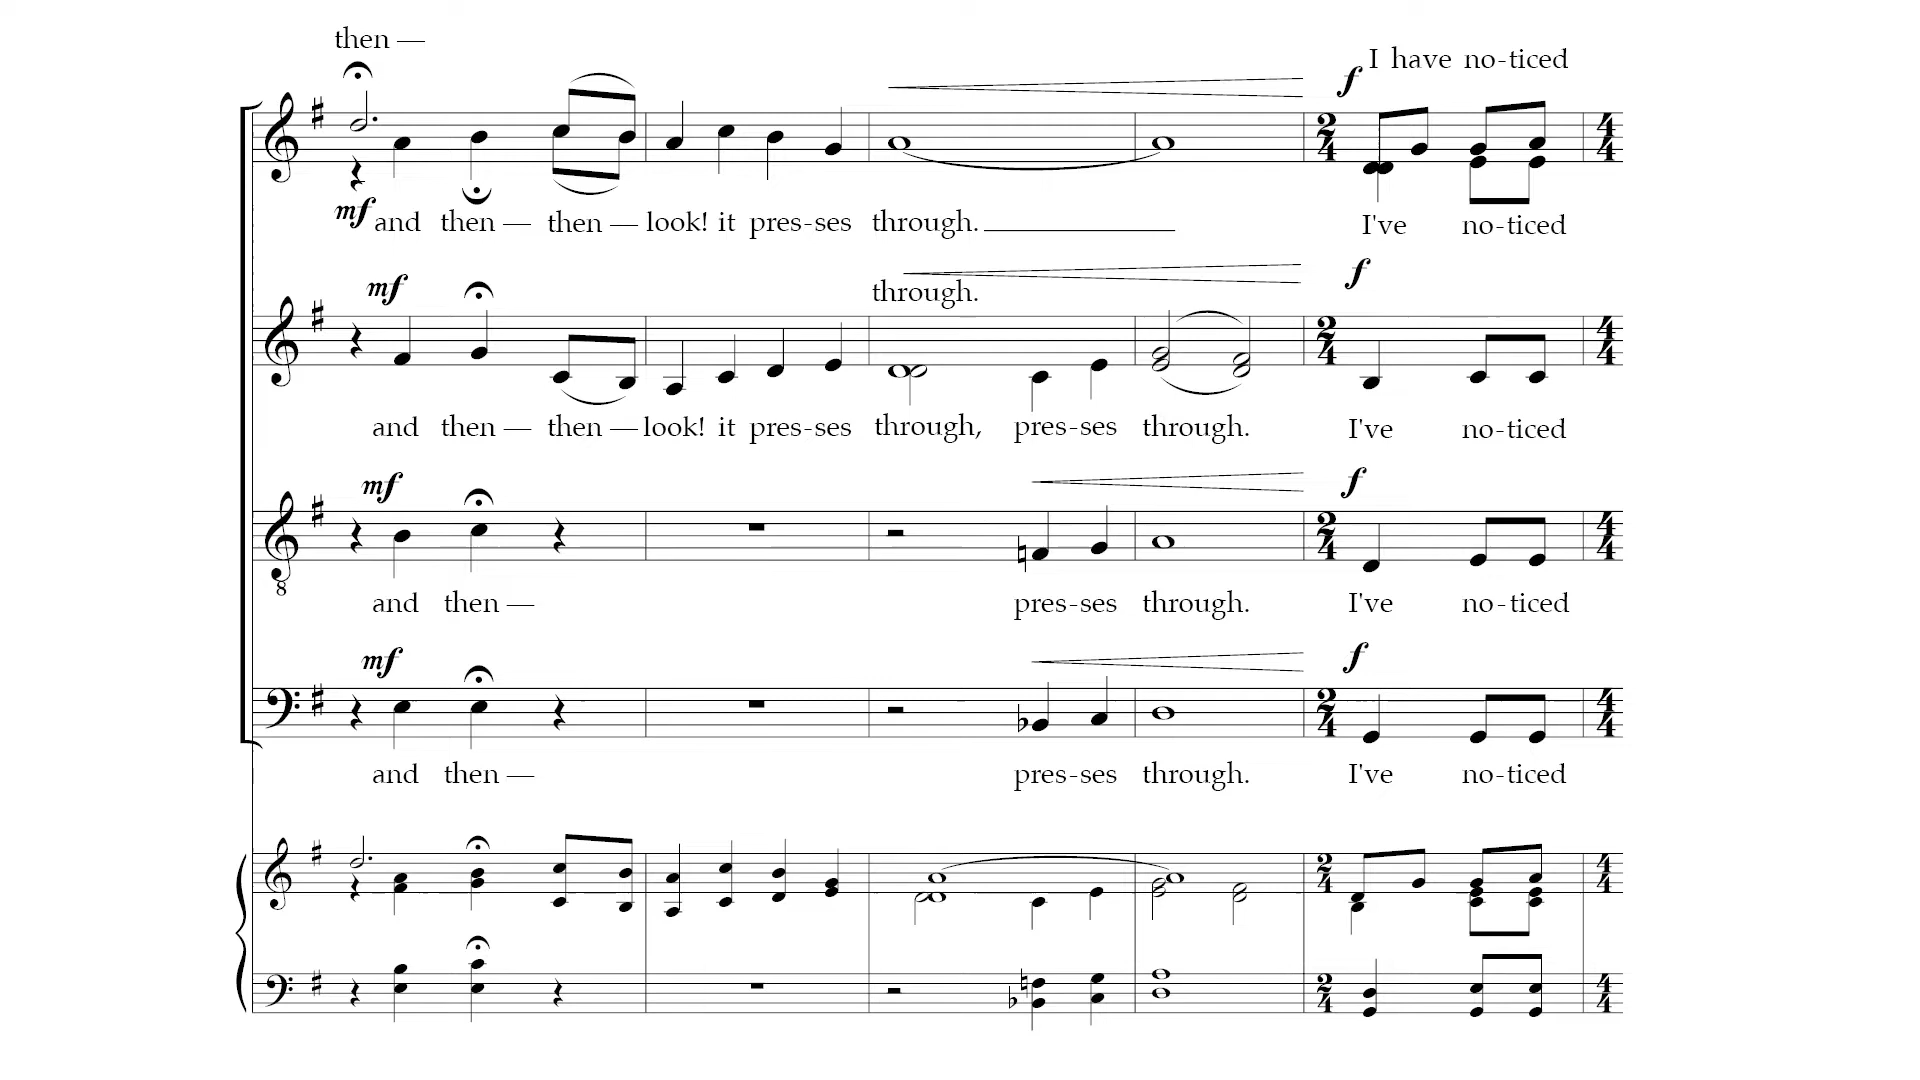 then —
I have no-ticed
f
mf and then — then — look! it pres-ses through. I've no-ticed
mf f
through.
and then — then — look! it pres-ses through, pres-ses through. I've no-ticed
mf f
and then — pres-ses through. I've no-ticed
mf f
and then — pres-ses through. I've no-ticed